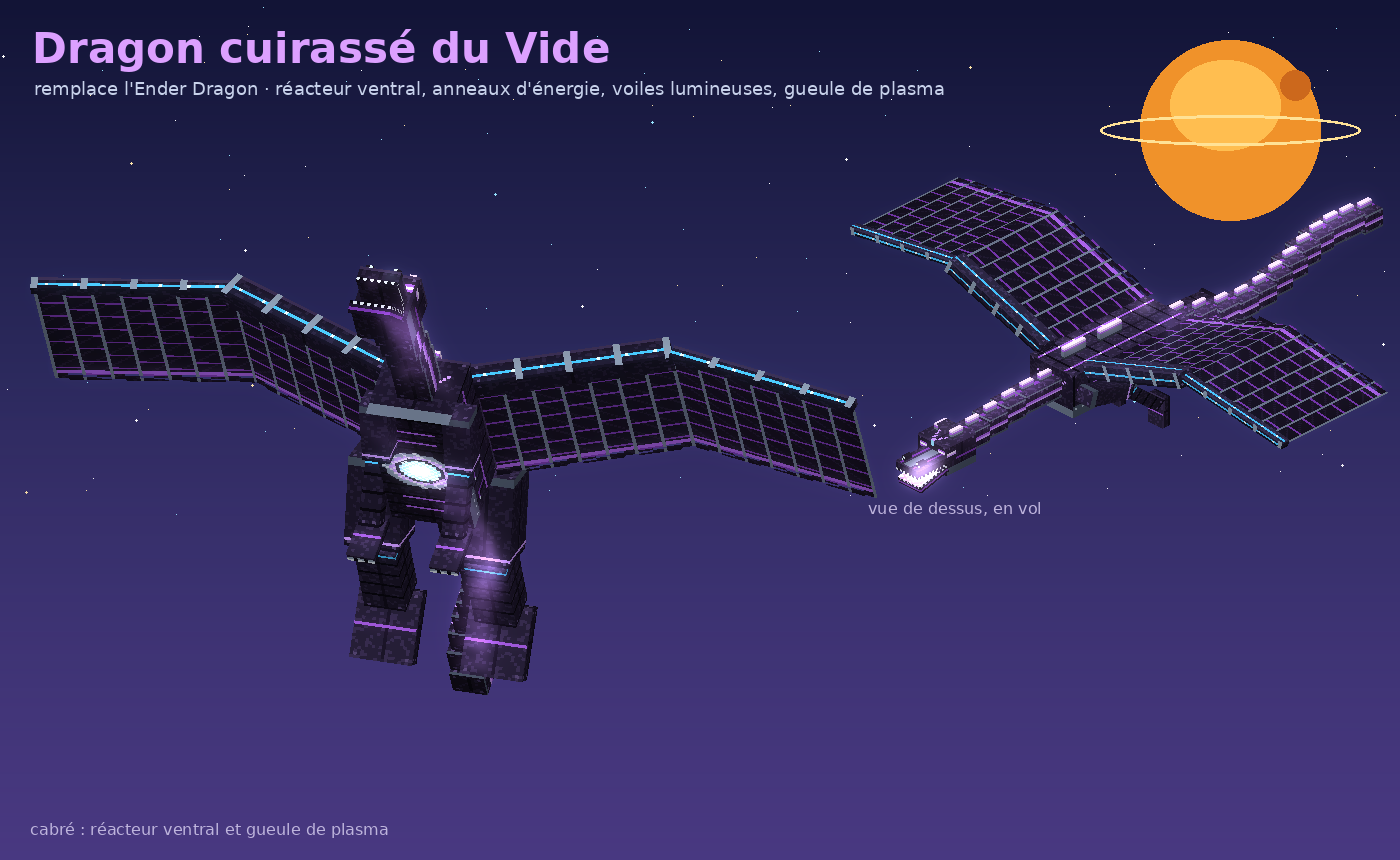 Dragon cuirassé du Vide
remplace l'Ender Dragon · réacteur ventral, anneaux d'énergie, voiles lumineuses, gueule de plasma
vue de dessus, en vol
cabré : réacteur ventral et gueule de plasma